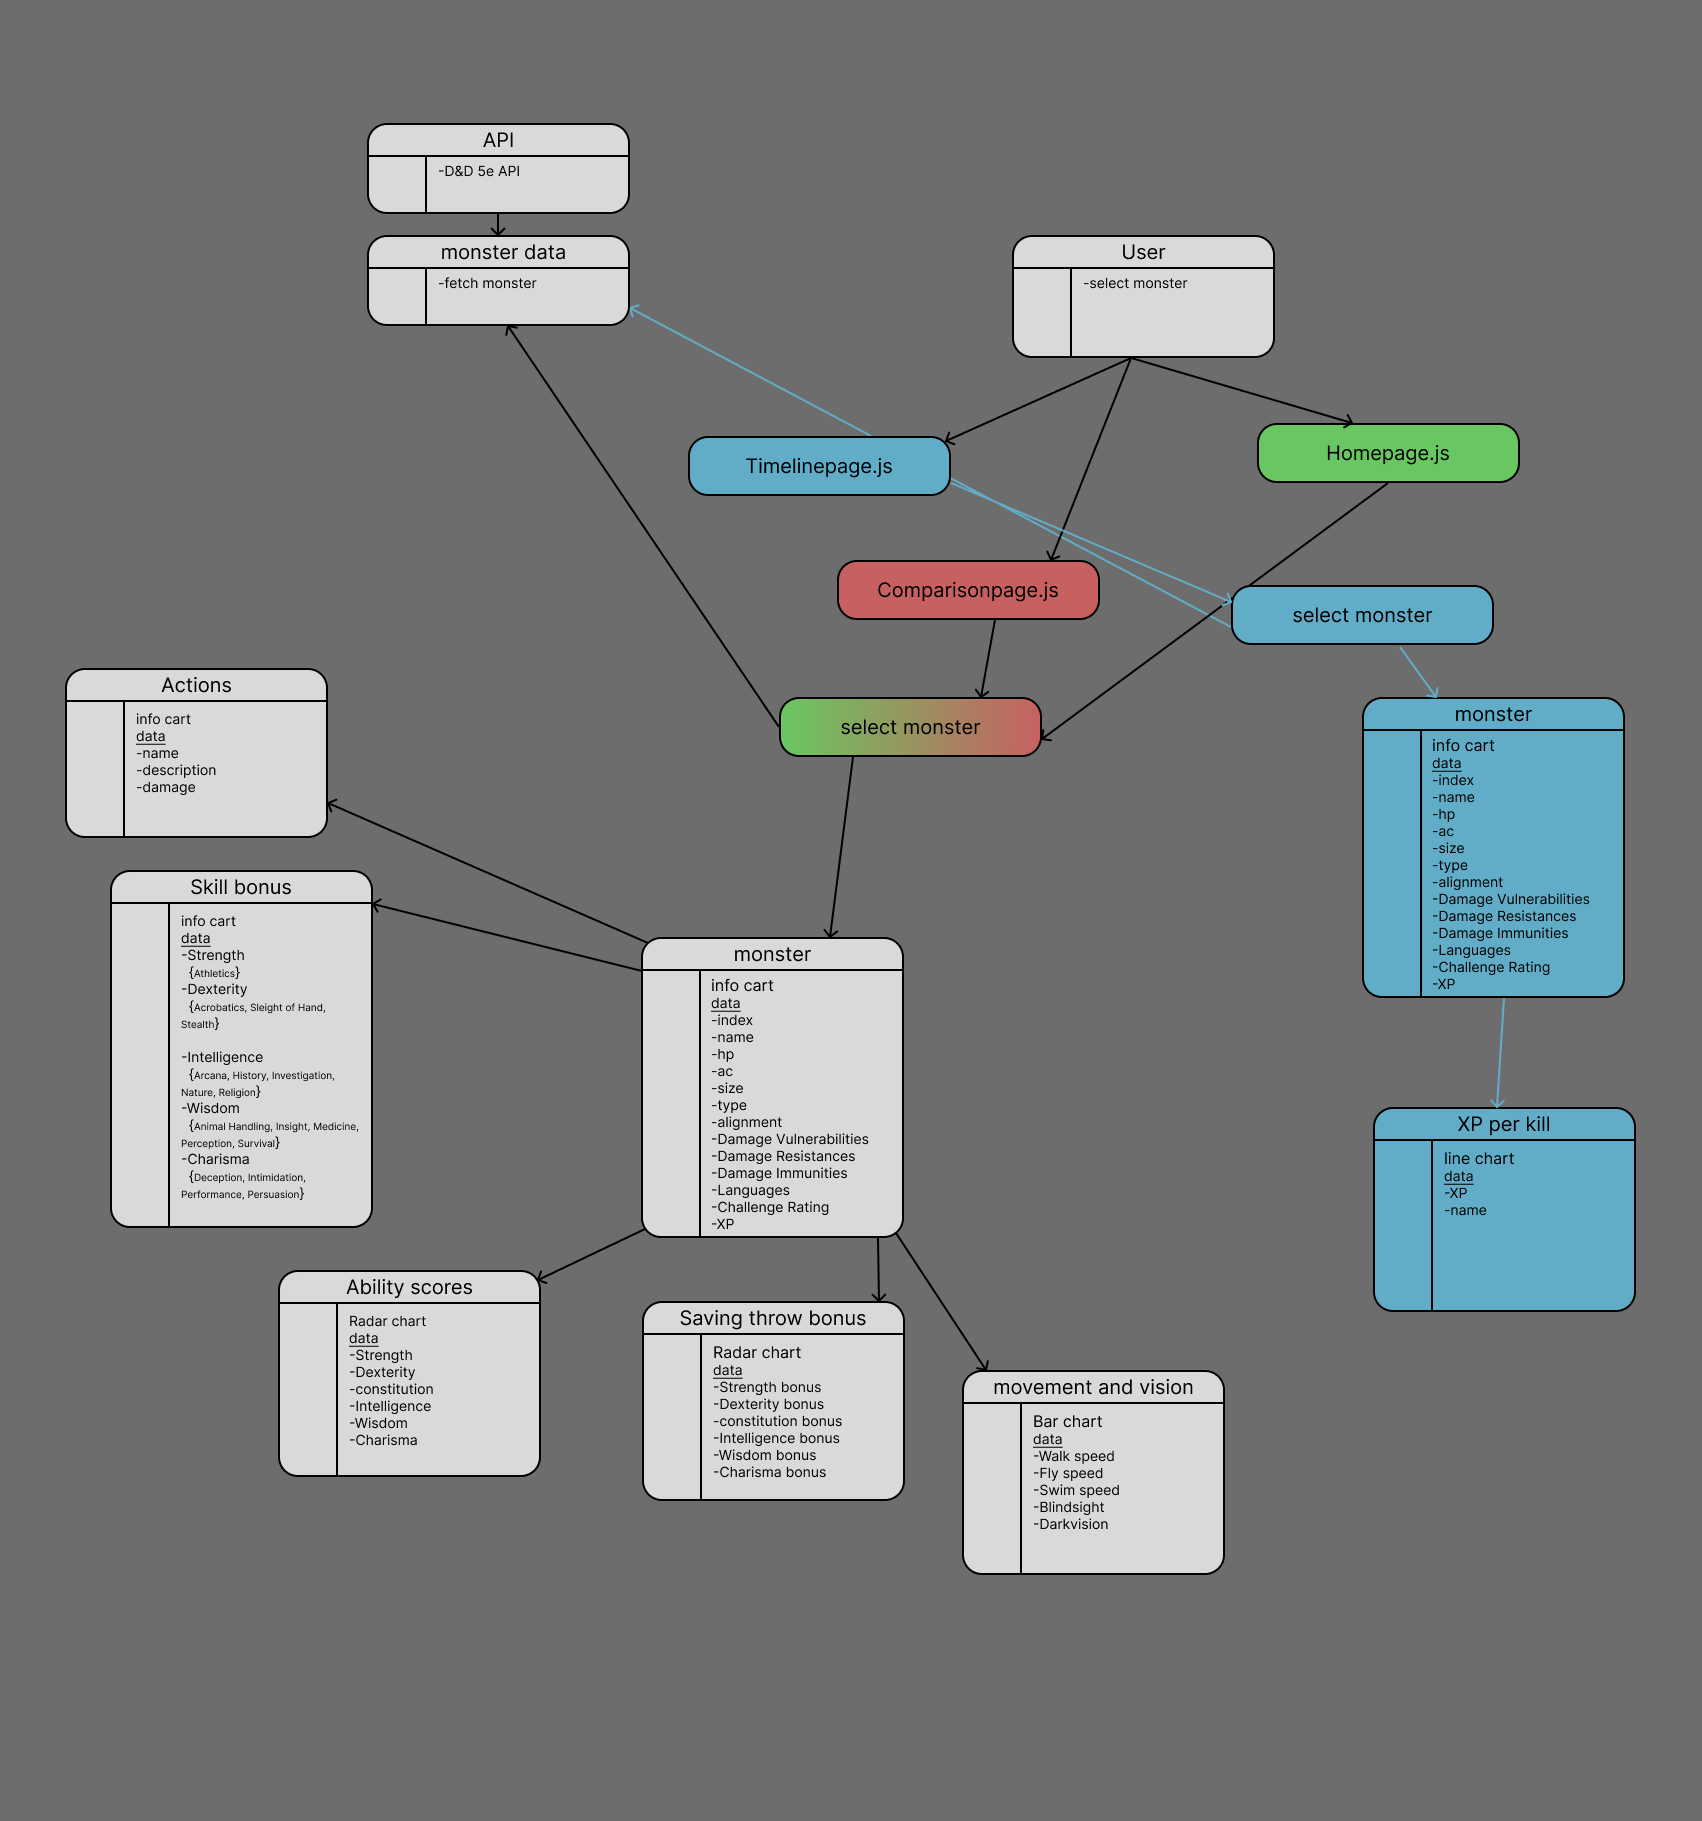 API
-D&D 5e API
monster data
-fetch monster
User
-select monster
Timelinepage.js
Homepage.js
Comparisonpage.js
select monster
select monster
Actions
info cart
data
-name
-description
-damage
monster
info cart
data
-index
-name
-hp
-ac
-size
-type
-alignment
-Damage Vulnerabilities
-Damage Resistances
-Damage Immunities
-Languages
-Challenge Rating
-XP
Skill bonus
info cart
data
-Strength
{Athletics}
-Dexterity
{Acrobatics, Sleight of Hand,
Stealth}
-Intelligence
{Arcana, History, Investigation,
Nature, Religion}
-Wisdom
{Animal Handling, Insight, Medicine,
Perception, Survival}
-Charisma
{Deception, Intimidation,
Performance, Persuasion}
monster
info cart
data
-index
-name
-hp
-ac
-size
-type
-alignment
-Damage Vulnerabilities
-Damage Resistances
-Damage Immunities
-Languages
-Challenge Rating
-XP
XP per kill
line chart
data
-XP
-name
Ability scores
Radar chart
data
-Strength
-Dexterity
-constitution
-Intelligence
-Wisdom
-Charisma
Saving throw bonus
Radar chart
data
-Strength bonus
-Dexterity bonus
-constitution bonus
-Intelligence bonus
-Wisdom bonus
-Charisma bonus
movement and vision
Bar chart
data
-Walk speed
-Fly speed
-Swim speed
-Blindsight
-Darkvision